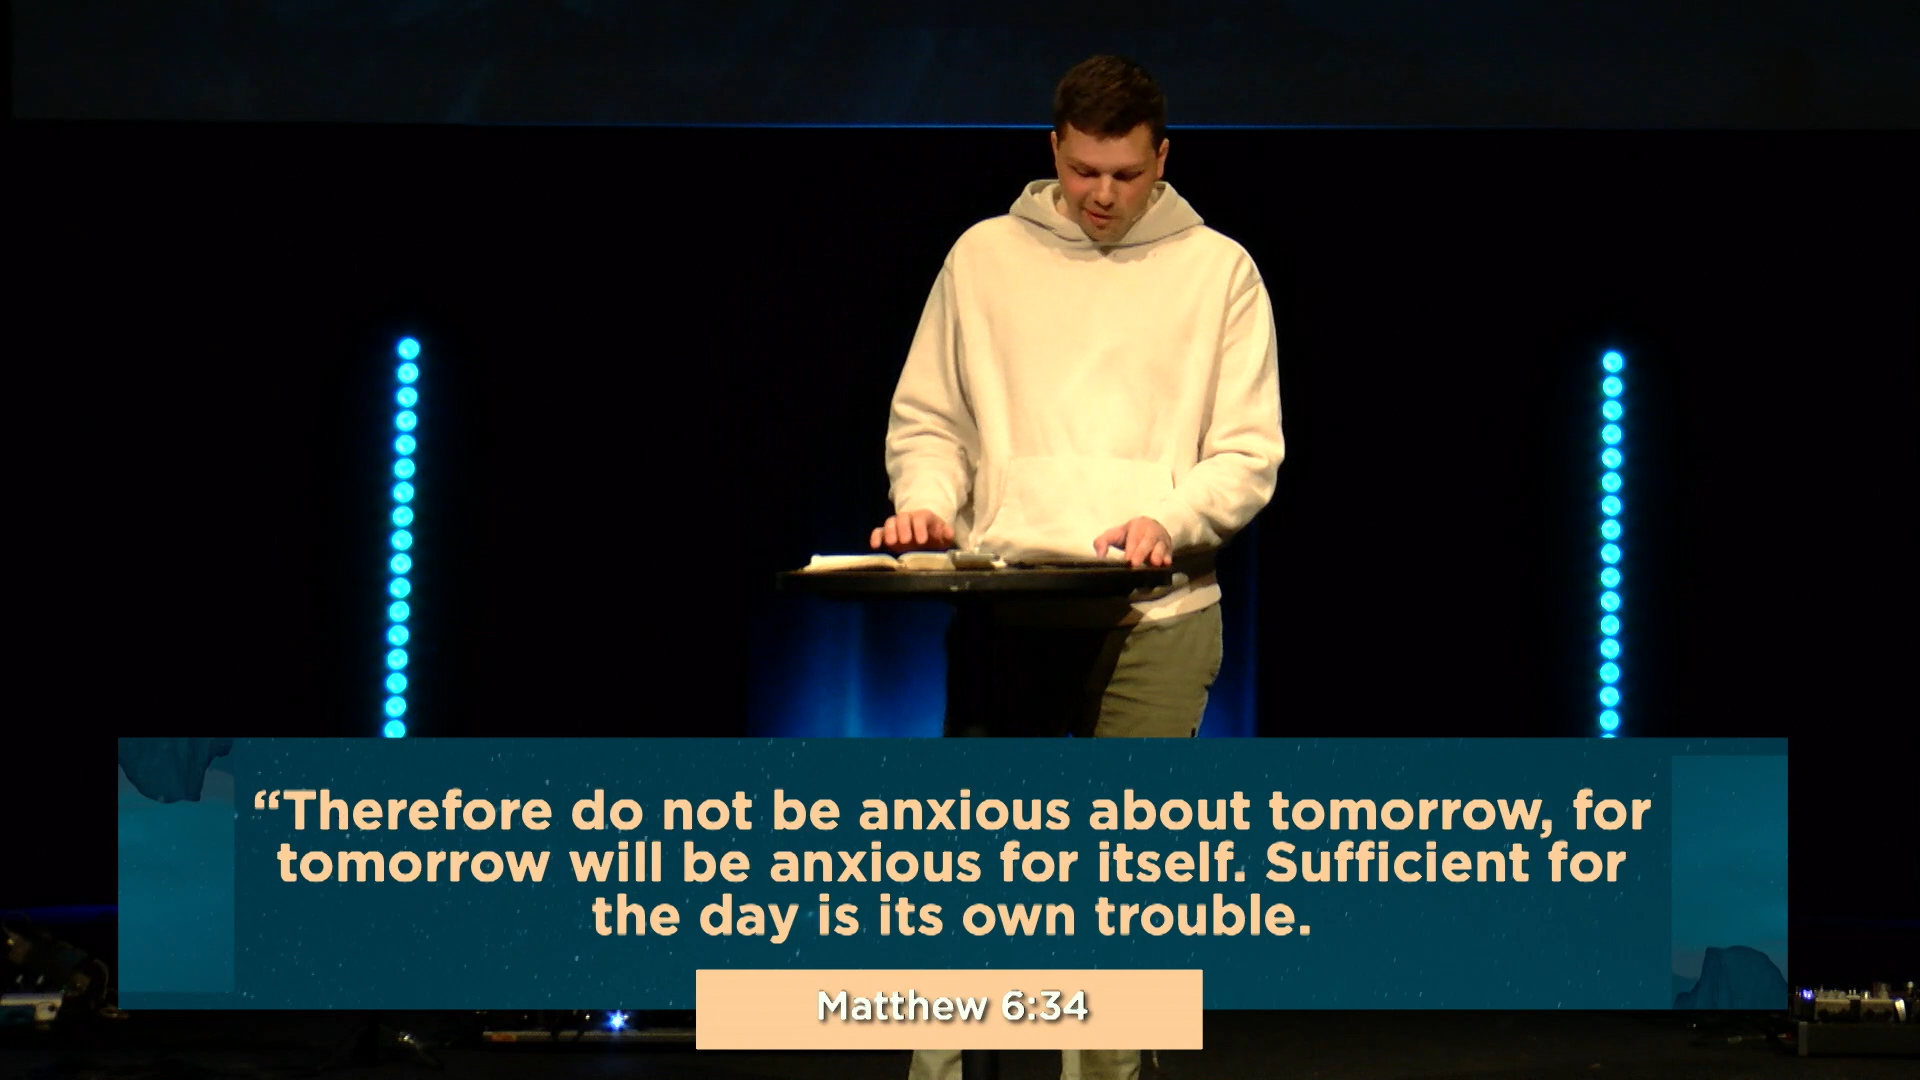 “Therefore do not be anxious about tomorrow, for
tomorrow will be anxious for itself. Sufficient for
the day is its own trouble.
Matthew 6:34